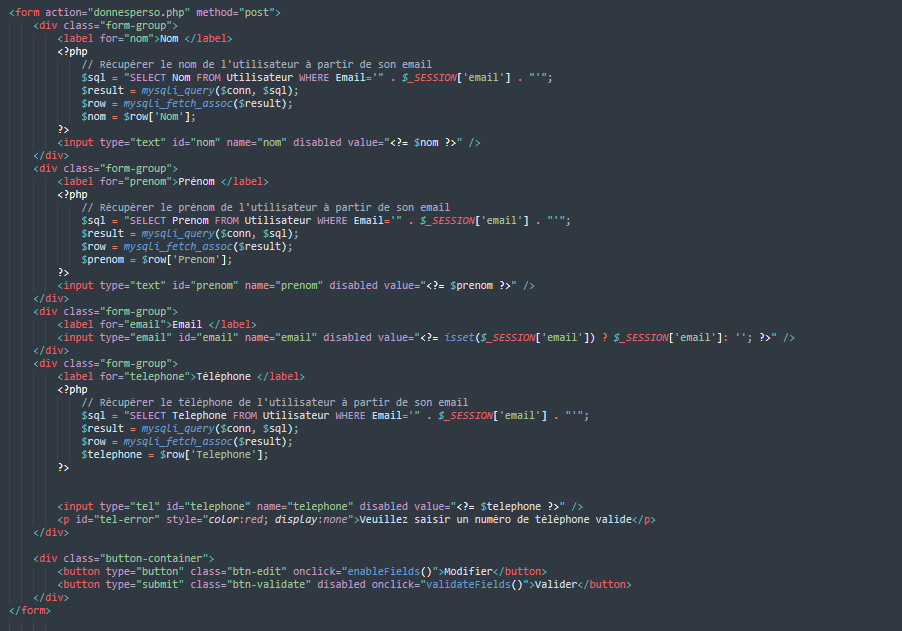 <form action="donnesperso.php" method="post">
<div class="form-group">
<label for="nom">Nom </label>
<?php
// Récupérer le nom de l'utilisateur à partir de son email
$sql = "SELECT Nom FROM Utilisateur WHERE Email='" . $_SESSION['email'] . "'";
$result = mysqli_query($conn, $sql);
$row = mysqli_fetch_assoc($result);
$nom = $row['Nom'];
?>
<input type="text" id="nom" name="nom" disabled value="<?= $nom ?>" />
</div>
<div class="form-group">
<label for="prenom">Prénom </label>
<?php
// Récupérer le prénom de l'utilisateur à partir de son email
$sql = "SELECT Prenom FROM Utilisateur WHERE Email='" . $_SESSION['email'] . "'";
$result = mysqli_query($conn, $sql);
$row = mysqli_fetch_assoc($result);
$prenom = $row['Prenom'];
?>
<input type="text" id="prenom" name="prenom" disabled value="<?= $prenom ?>" />
</div>
<div class="form-group">
<label for="email">Email </label>
<input type="email" id="email" name="email" disabled value="<?= isset($_SESSION['email']) ? $_SESSION['email']: ''; ?>" />
</div>
<div class="form-group">
<label for="telephone">Téléphone </label>
<?php
// Récupérer le téléphone de l'utilisateur à partir de son email
$sql = "SELECT Telephone FROM Utilisateur WHERE Email='" . $_SESSION['email'] . "'";
$result = mysqli_query($conn, $sql);
$row = mysqli_fetch_assoc($result);
$telephone = $row['Telephone'];
?>
<input type="tel" id="telephone" name="telephone" disabled value="<?= $telephone ?>" />
<p id="tel-error" style="color:red; display:none">Veuillez saisir un numéro de téléphone valide</p>
</div>
<div class="button-container">
<button type="button" class="btn-edit" onclick="enableFields()">Modifier</button>
<button type="submit" class="btn-validate" disabled onclick="validateFields()">Valider</button>
</div>
</form>